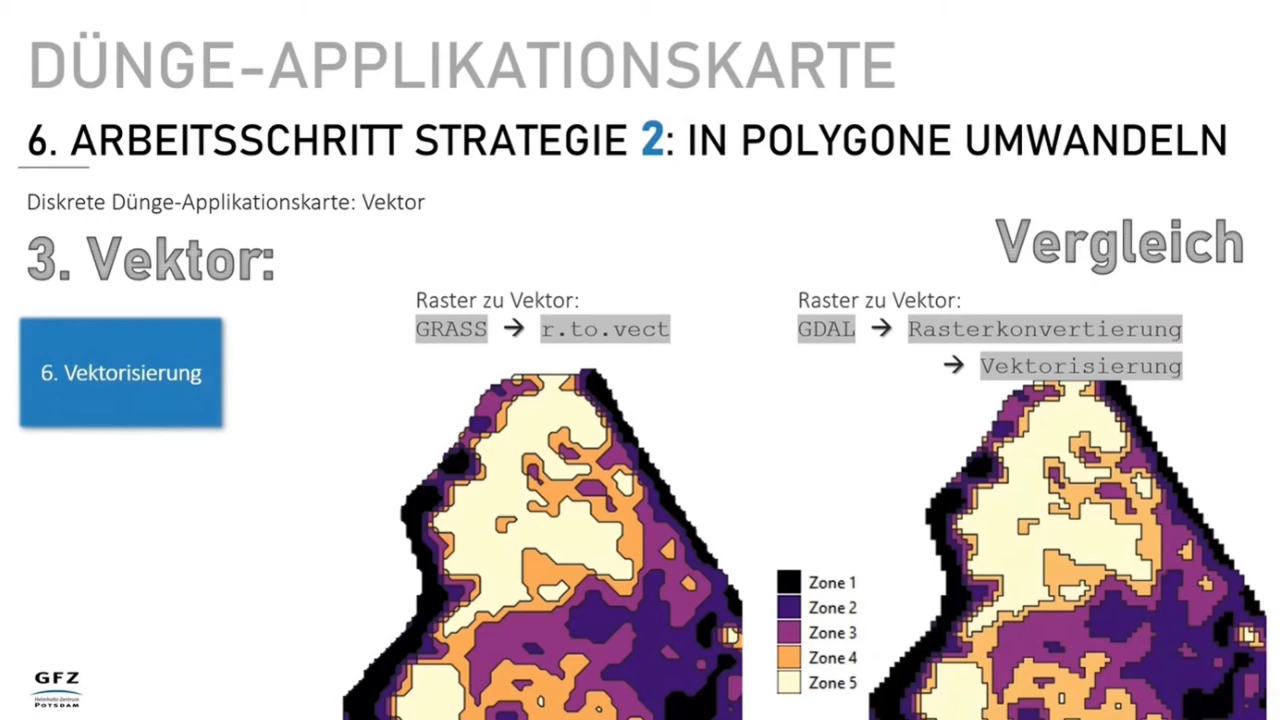 DÜNGE-APPLIKATIONSKARTE
6. ARBEITSSCHRITT STRATEGIE 2: IN POLYGONE UMWANDELN
Diskrete Dünge-Applikationskarte: Vektor
3. Vektor:
Vergleich
6. Vektorisierung
Raster zu Vektor:
GRASS → r.to.vect
Raster zu Vektor:
GDAL → Rasterkonvertierung
→ Vektorisierung
Zone 1
Zone 2
Zone 3
Zone 4
Zone 5
GFZ
Helmholtz-Zentrum
POTSDAM